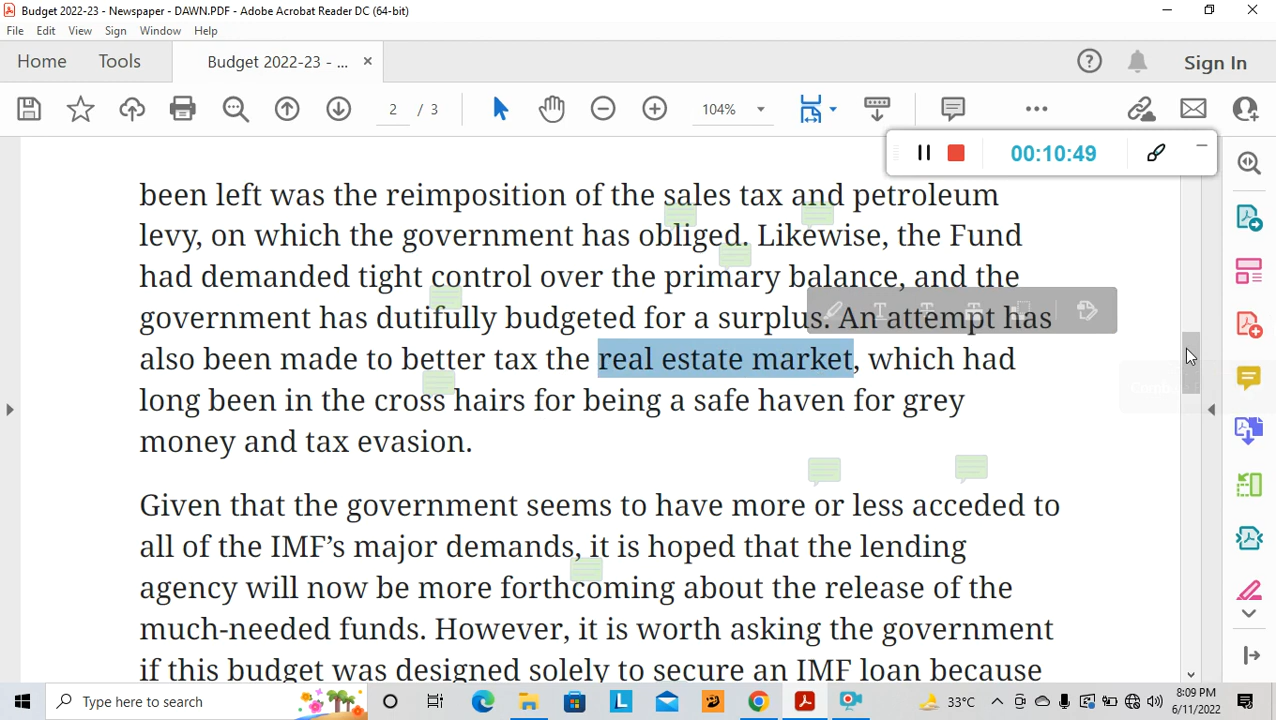 Budget 2022-23 - Newspaper - DAWN.PDF - Adobe Acrobat Reader DC (64-bit)
File Edit View Sign Window Help
Home Tools Budget 2022-23 - ... × Sign In
2 / 3 104%
00:10:49
been left was the reimposition of the sales tax and petroleum
levy, on which the government has obliged. Likewise, the Fund
had demanded tight control over the primary balance, and the
government has dutifully budgeted for a surplus. An attempt has
also been made to better tax the real estate market, which had
long been in the cross hairs for being a safe haven for grey
money and tax evasion.
Given that the government seems to have more or less acceded to
all of the IMF’s major demands, it is hoped that the lending
agency will now be more forthcoming about the release of the
much-needed funds. However, it is worth asking the government
if this budget was designed solely to secure an IMF loan because
Type here to search
33°C
8:09 PM
6/11/2022